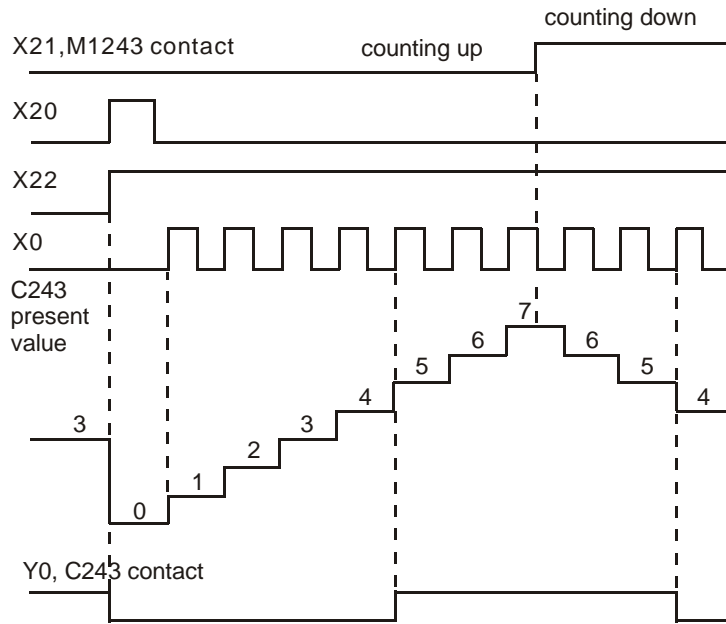 counting down
X21,M1243 contact
counting up
X20
X22
X0
C243
present
value
7
6
6
5
5
4
4
3
3
2
1
0
Y0, C243 contact